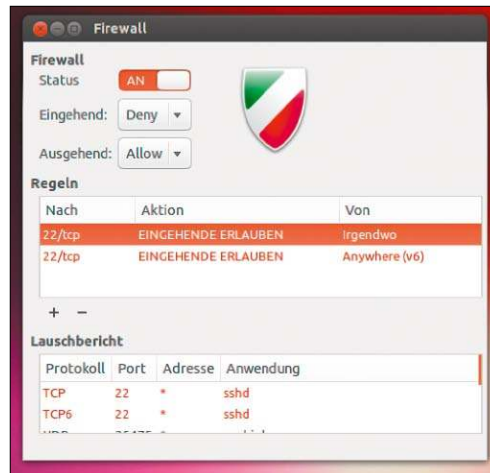 Firewall
Firewall
Status AN
Eingehend: Deny
Ausgehend: Allow
Regeln
Nach Aktion Von
22/tcp EINGEHENDE ERLAUBEN Irgendwo
22/tcp EINGEHENDE ERLAUBEN Anywhere (v6)
+ −
Lauschbericht
Protokoll Port Adresse Anwendung
TCP 22 * sshd
TCP6 22 * sshd